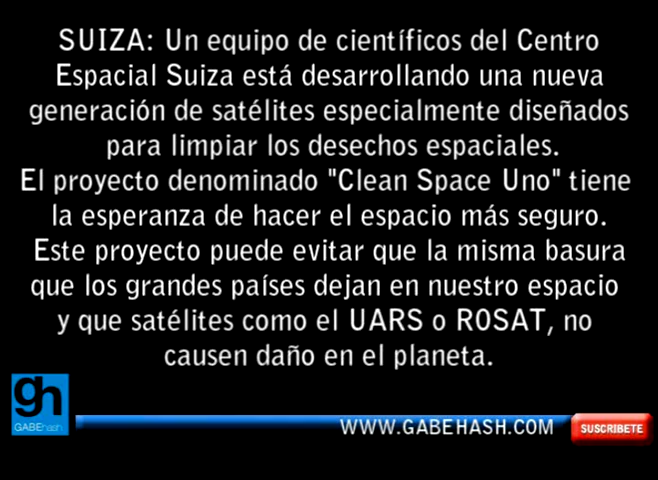 SUIZA: Un equipo de científicos del Centro
Espacial Suiza está desarrollando una nueva
generación de satélites especialmente diseñados
para limpiar los desechos espaciales.
El proyecto denominado "Clean Space Uno" tiene
la esperanza de hacer el espacio más seguro.
Este proyecto puede evitar que la misma basura
que los grandes países dejan en nuestro espacio
y que satélites como el UARS o ROSAT, no
causen daño en el planeta.
gh
GABEhash
WWW.GABEHASH.COM
SUSCRIBETE